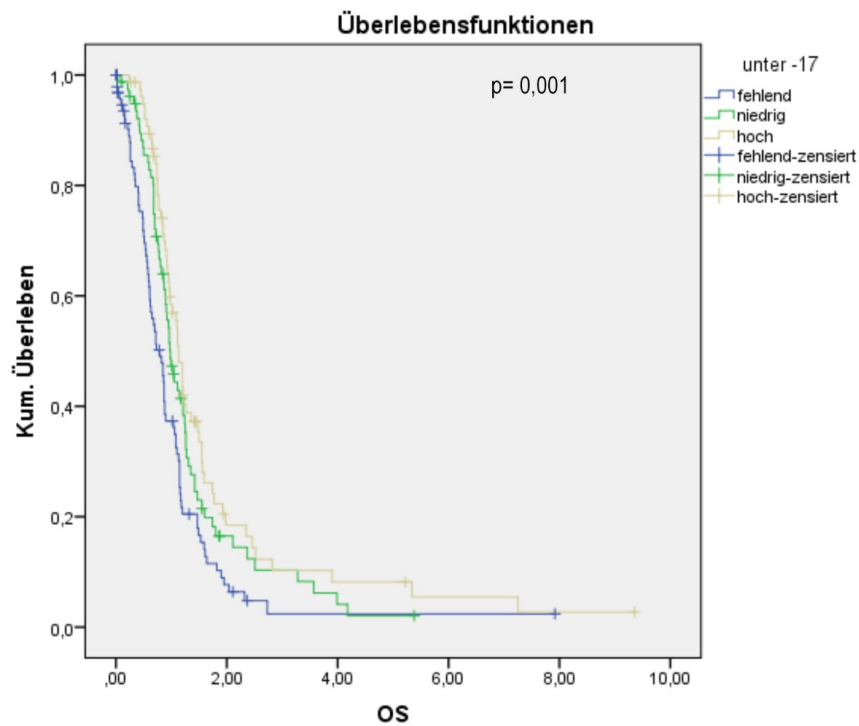 Überlebensfunktionen
p= 0,001
unter -17
fehlend
niedrig
hoch
fehlend-zensiert
niedrig-zensiert
hoch-zensiert
Kum. Überleben
1,0
0,8
0,6
0,4
0,2
0,0
,00
2,00
4,00
6,00
8,00
10,00
OS